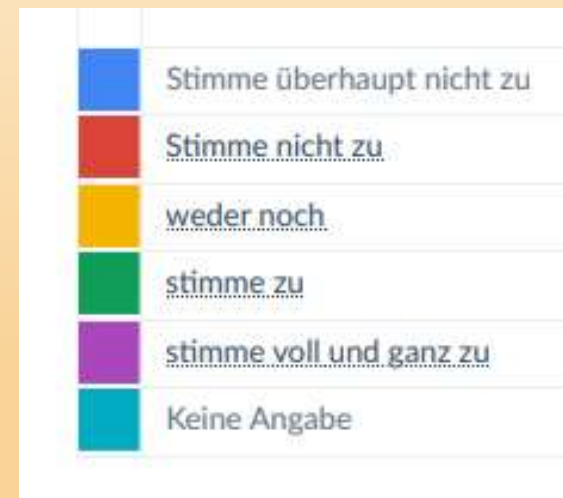 Stimme überhaupt nicht zu
Stimme nicht zu
weder noch
stimme zu
stimme voll und ganz zu
Keine Angabe